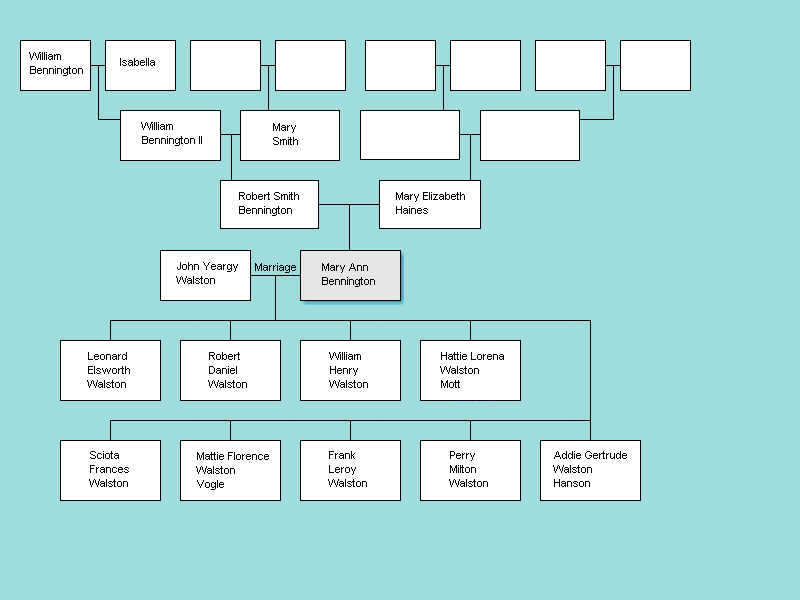 William
Bennington
Isabella
William
Bennington II
Mary
Smith
Robert Smith
Bennington
Mary Elizabeth
Haines
John Yeargy
Walston
Marriage
Mary Ann
Bennington
Leonard
Elsworth
Walston
Robert
Daniel
Walston
William
Henry
Walston
Hattie Lorena
Walston
Mott
Sciota
Frances
Walston
Mattie Florence
Walston
Vogle
Frank
Leroy
Walston
Perry
Milton
Walston
Addie Gertrude
Walston
Hanson